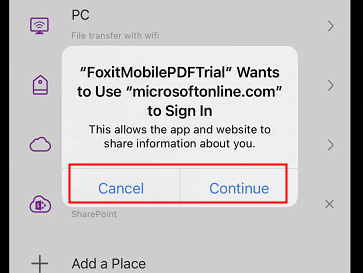 PC
File transfer with wifi
“FoxitMobilePDFTrial” Wants
to Use “microsoftonline.com”
to Sign In
This allows the app and website to
share information about you.
Cancel Continue
SharePoint
Add a Place